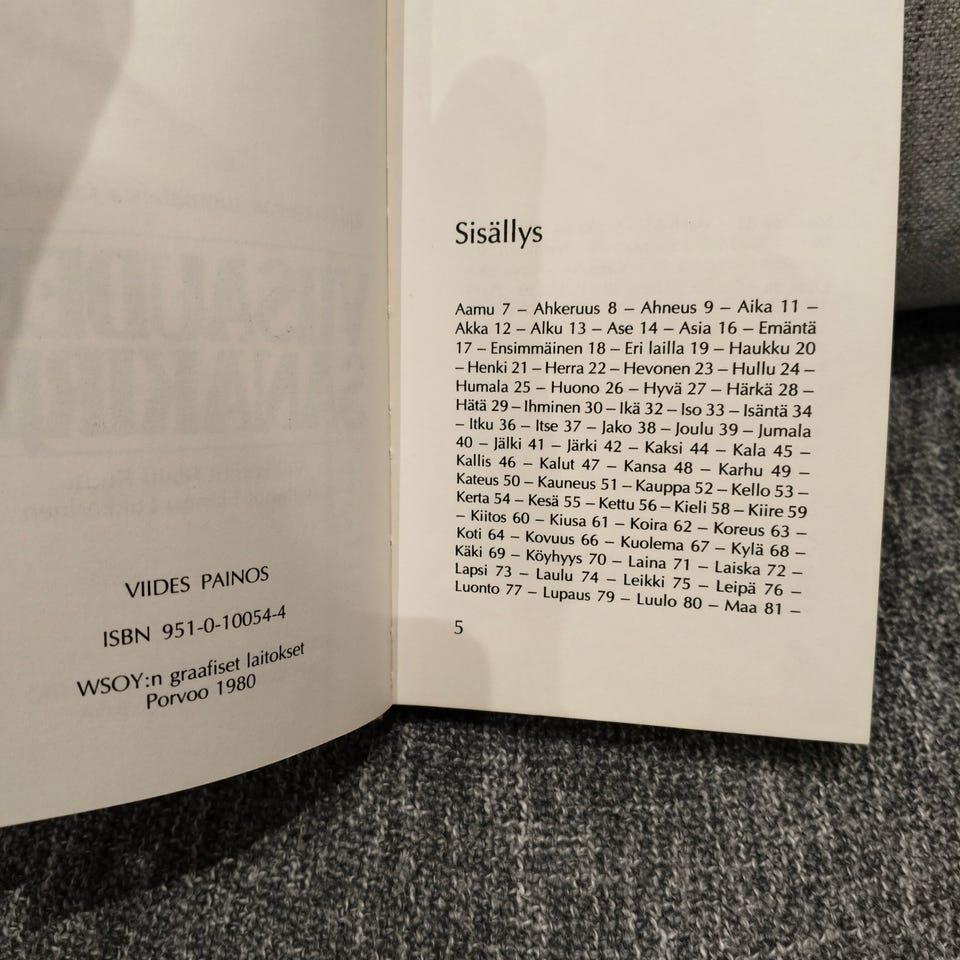 VIIDES PAINOS
ISBN 951-0-10054-4
WSOY:n graafiset laitokset
Porvoo 1980
Sisällys
Aamu 7 – Ahkeruus 8 – Ahneus 9 – Aika 11 –
Akka 12 – Alku 13 – Ase 14 – Asia 16 – Emäntä
17 – Ensimmäinen 18 – Eri lailla 19 – Haukku 20
– Henki 21 – Herra 22 – Hevonen 23 – Hullu 24 –
Humala 25 – Huono 26 – Hyvä 27 – Härkä 28 –
Hätä 29 – Ihminen 30 – Ikä 32 – Iso 33 – Isäntä 34
– Itku 36 – Itse 37 – Jako 38 – Joulu 39 – Jumala
40 – Jälki 41 – Järki 42 – Kaksi 44 – Kala 45 –
Kallis 46 – Kalut 47 – Kansa 48 – Karhu 49 –
Kateus 50 – Kauneus 51 – Kauppa 52 – Kello 53 –
Kerta 54 – Kesä 55 – Kettu 56 – Kieli 58 – Kiire 59
– Kiitos 60 – Kiusa 61 – Koira 62 – Koreus 63 –
Koti 64 – Kovuus 66 – Kuolema 67 – Kylä 68 –
Käki 69 – Köyhyys 70 – Laina 71 – Laiska 72 –
Lapsi 73 – Laulu 74 – Leikki 75 – Leipä 76 –
Luonto 77 – Lupaus 79 – Luulo 80 – Maa 81 –
5